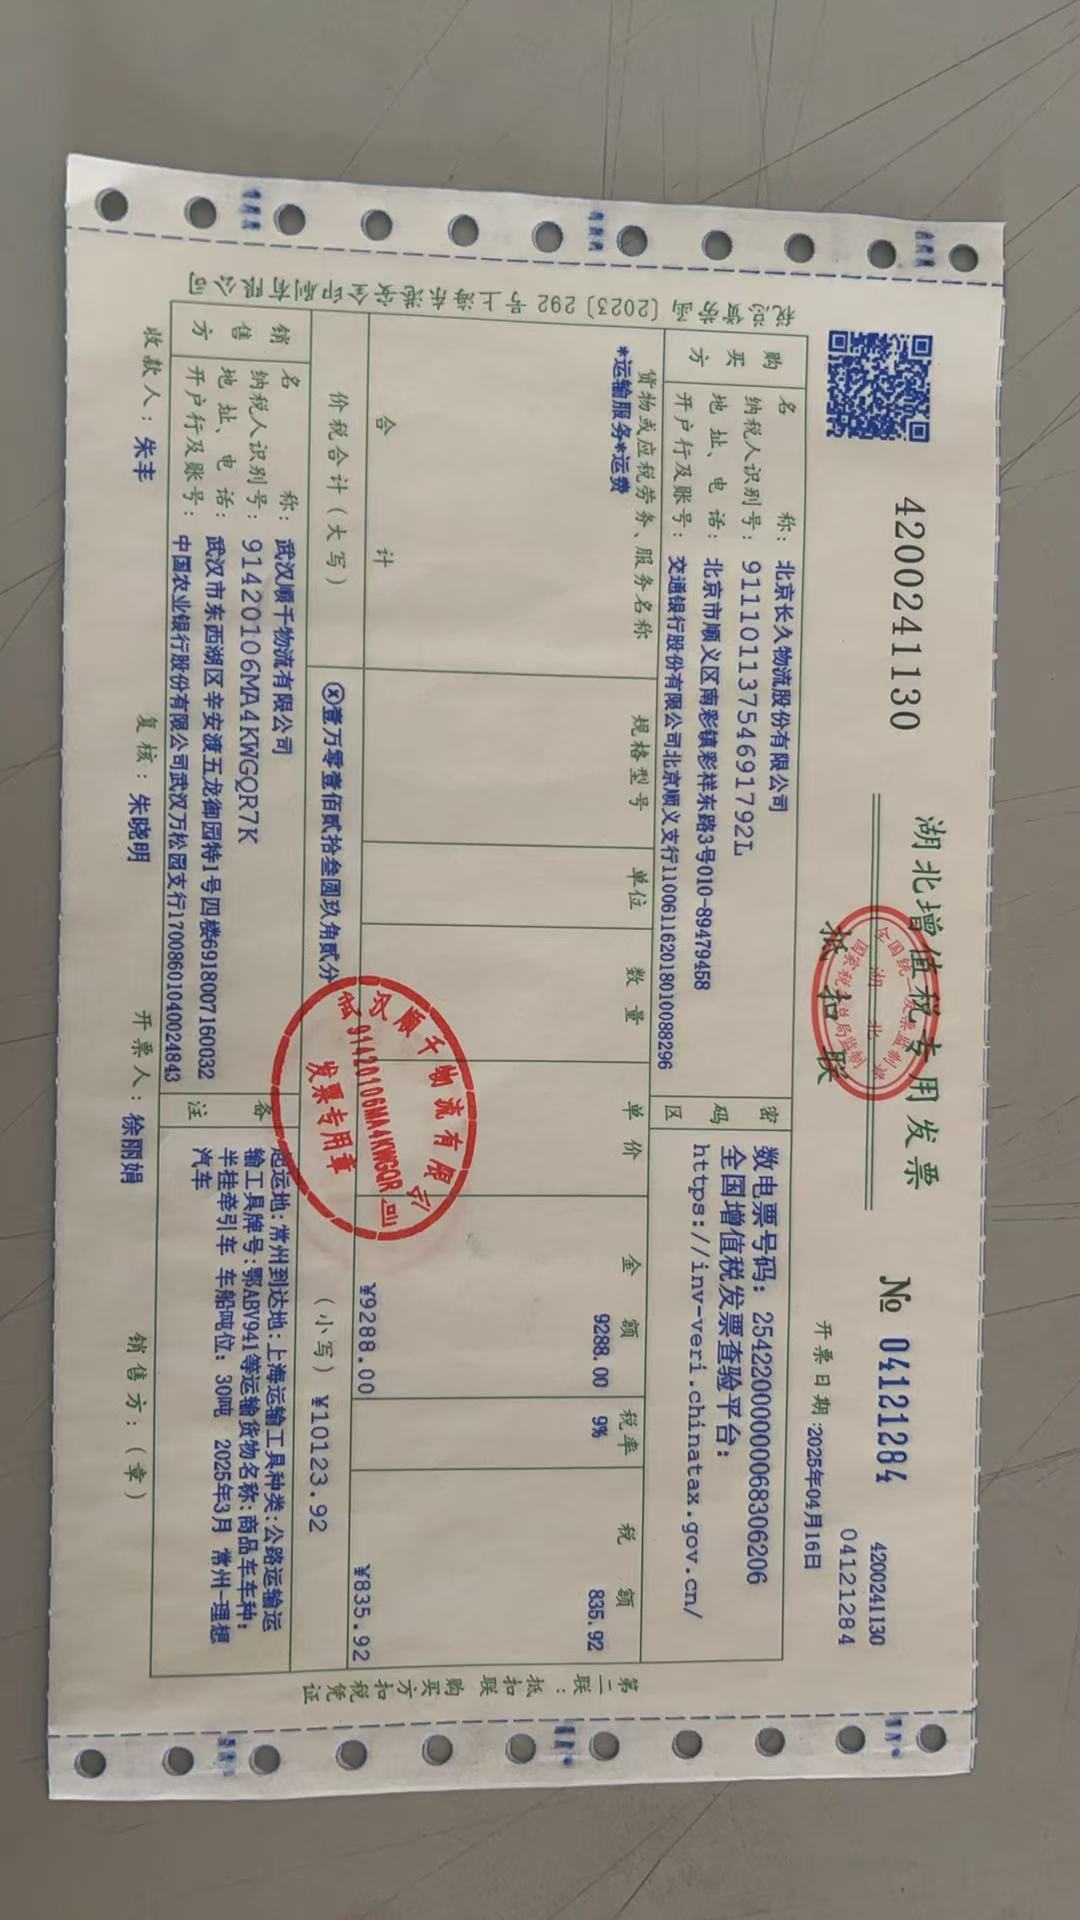 4200241130
湖北增值税专用发票
抵扣联
全国统一发票监制章
湖北
国家税务总局监制
№ 04121284
4200241130
04121284
开票日期:2025年04月16日
税总货劳函〔2023〕292号上海东港安全印刷有限公司
购买方
名称:北京长久物流股份有限公司
纳税人识别号:91110113754691792L
地址、电话:北京市顺义区南彩镇彩祥东路3号010-89479458
开户行及账号:交通银行股份有限公司北京顺义支行110061162018010088296
密码区
数电票号码:25422000000068306206
全国增值税发票查验平台:
https://inv-veri.chinatax.gov.cn/
货物或应税劳务、服务名称 规格型号 单位 数量 单价 金额 税率 税额
*运输服务*运费 9288.00 9% 835.92
合计 ¥9288.00 ¥835.92
价税合计(大写) ⓧ壹万零壹佰贰拾叁圆玖角贰分 (小写) ¥10123.92
销售方
名称:武汉顺千物流有限公司
纳税人识别号:91420106MA4KWGQR7K
地址、电话:武汉市东西湖区辛安渡五龙御园特1号四楼6918007160032
开户行及账号:中国农业银行股份有限公司武汉万松园支行17008601040024843
备注
起运地:常州到达地:上海运输工具种类:公路运输运
输工具牌号:鄂ABV941等运输货物名称:商品车车种:
半挂牵引车 车船吨位:30吨 2025年3月 常州-理想
汽车
收款人:朱丰 复核:朱晓明 开票人:徐丽娟 销售方:(章)
武汉顺千物流有限公司
91420106MA4KWGQR
发票专用章
第二联:抵扣联 购买方扣税凭证